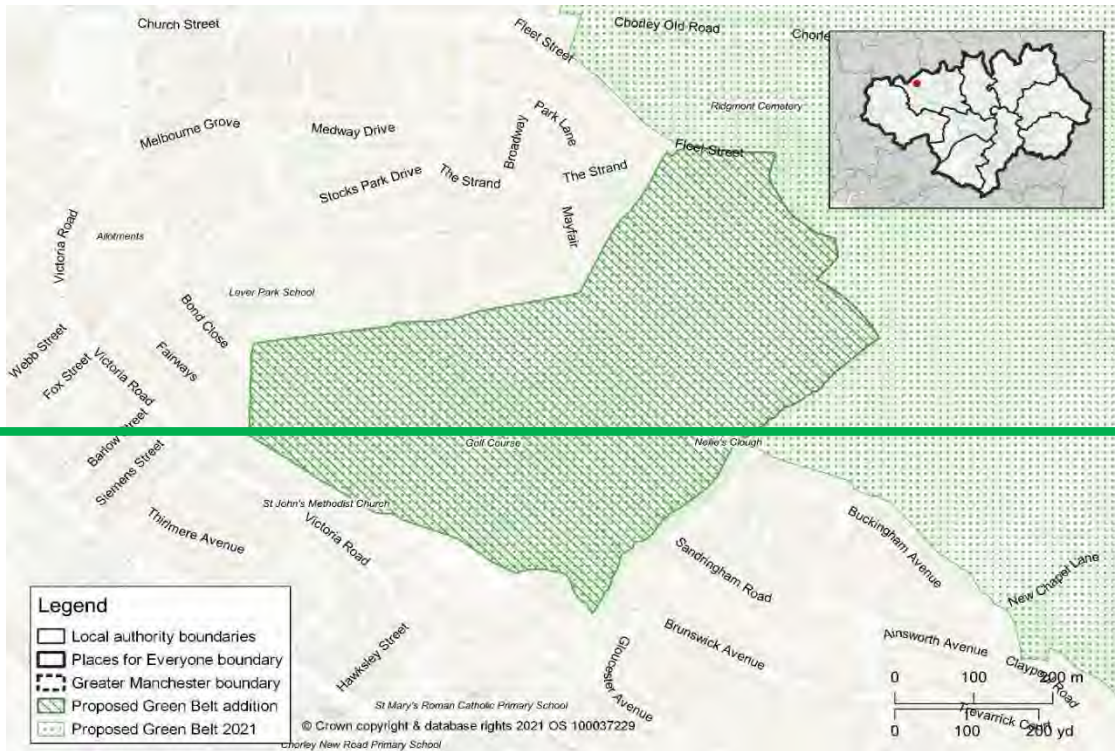 Church Street
Fleet Street
Chorley Old Road
Ridgmont Cemetery
Melbourne Grove
Medway Drive
Broadway
Park Lane
Fleet Street
Stocks Park Drive
The Strand
The Strand
Mayfair
Victoria Road
Allotments
Lever Park School
Bond Close
Webb Street
Fox Street
Victoria Road
Fairways
Barlow Street
Siemens Street
Golf Course
Nellie's Clough
St John's Methodist Church
Thirlmere Avenue
Victoria Road
Buckingham Avenue
Sandringham Road
New Chapel Lane
Hawksley Street
Gloucester Avenue
Brunswick Avenue
Ainsworth Avenue
Claypool Road
Trevarrick Court
St Mary's Roman Catholic Primary School
Chorley New Road Primary School
Legend
Local authority boundaries
Places for Everyone boundary
Greater Manchester boundary
Proposed Green Belt addition
Proposed Green Belt 2021
© Crown copyright & database rights 2021 OS 100037229
0 100 200 m
0 100 200 yd